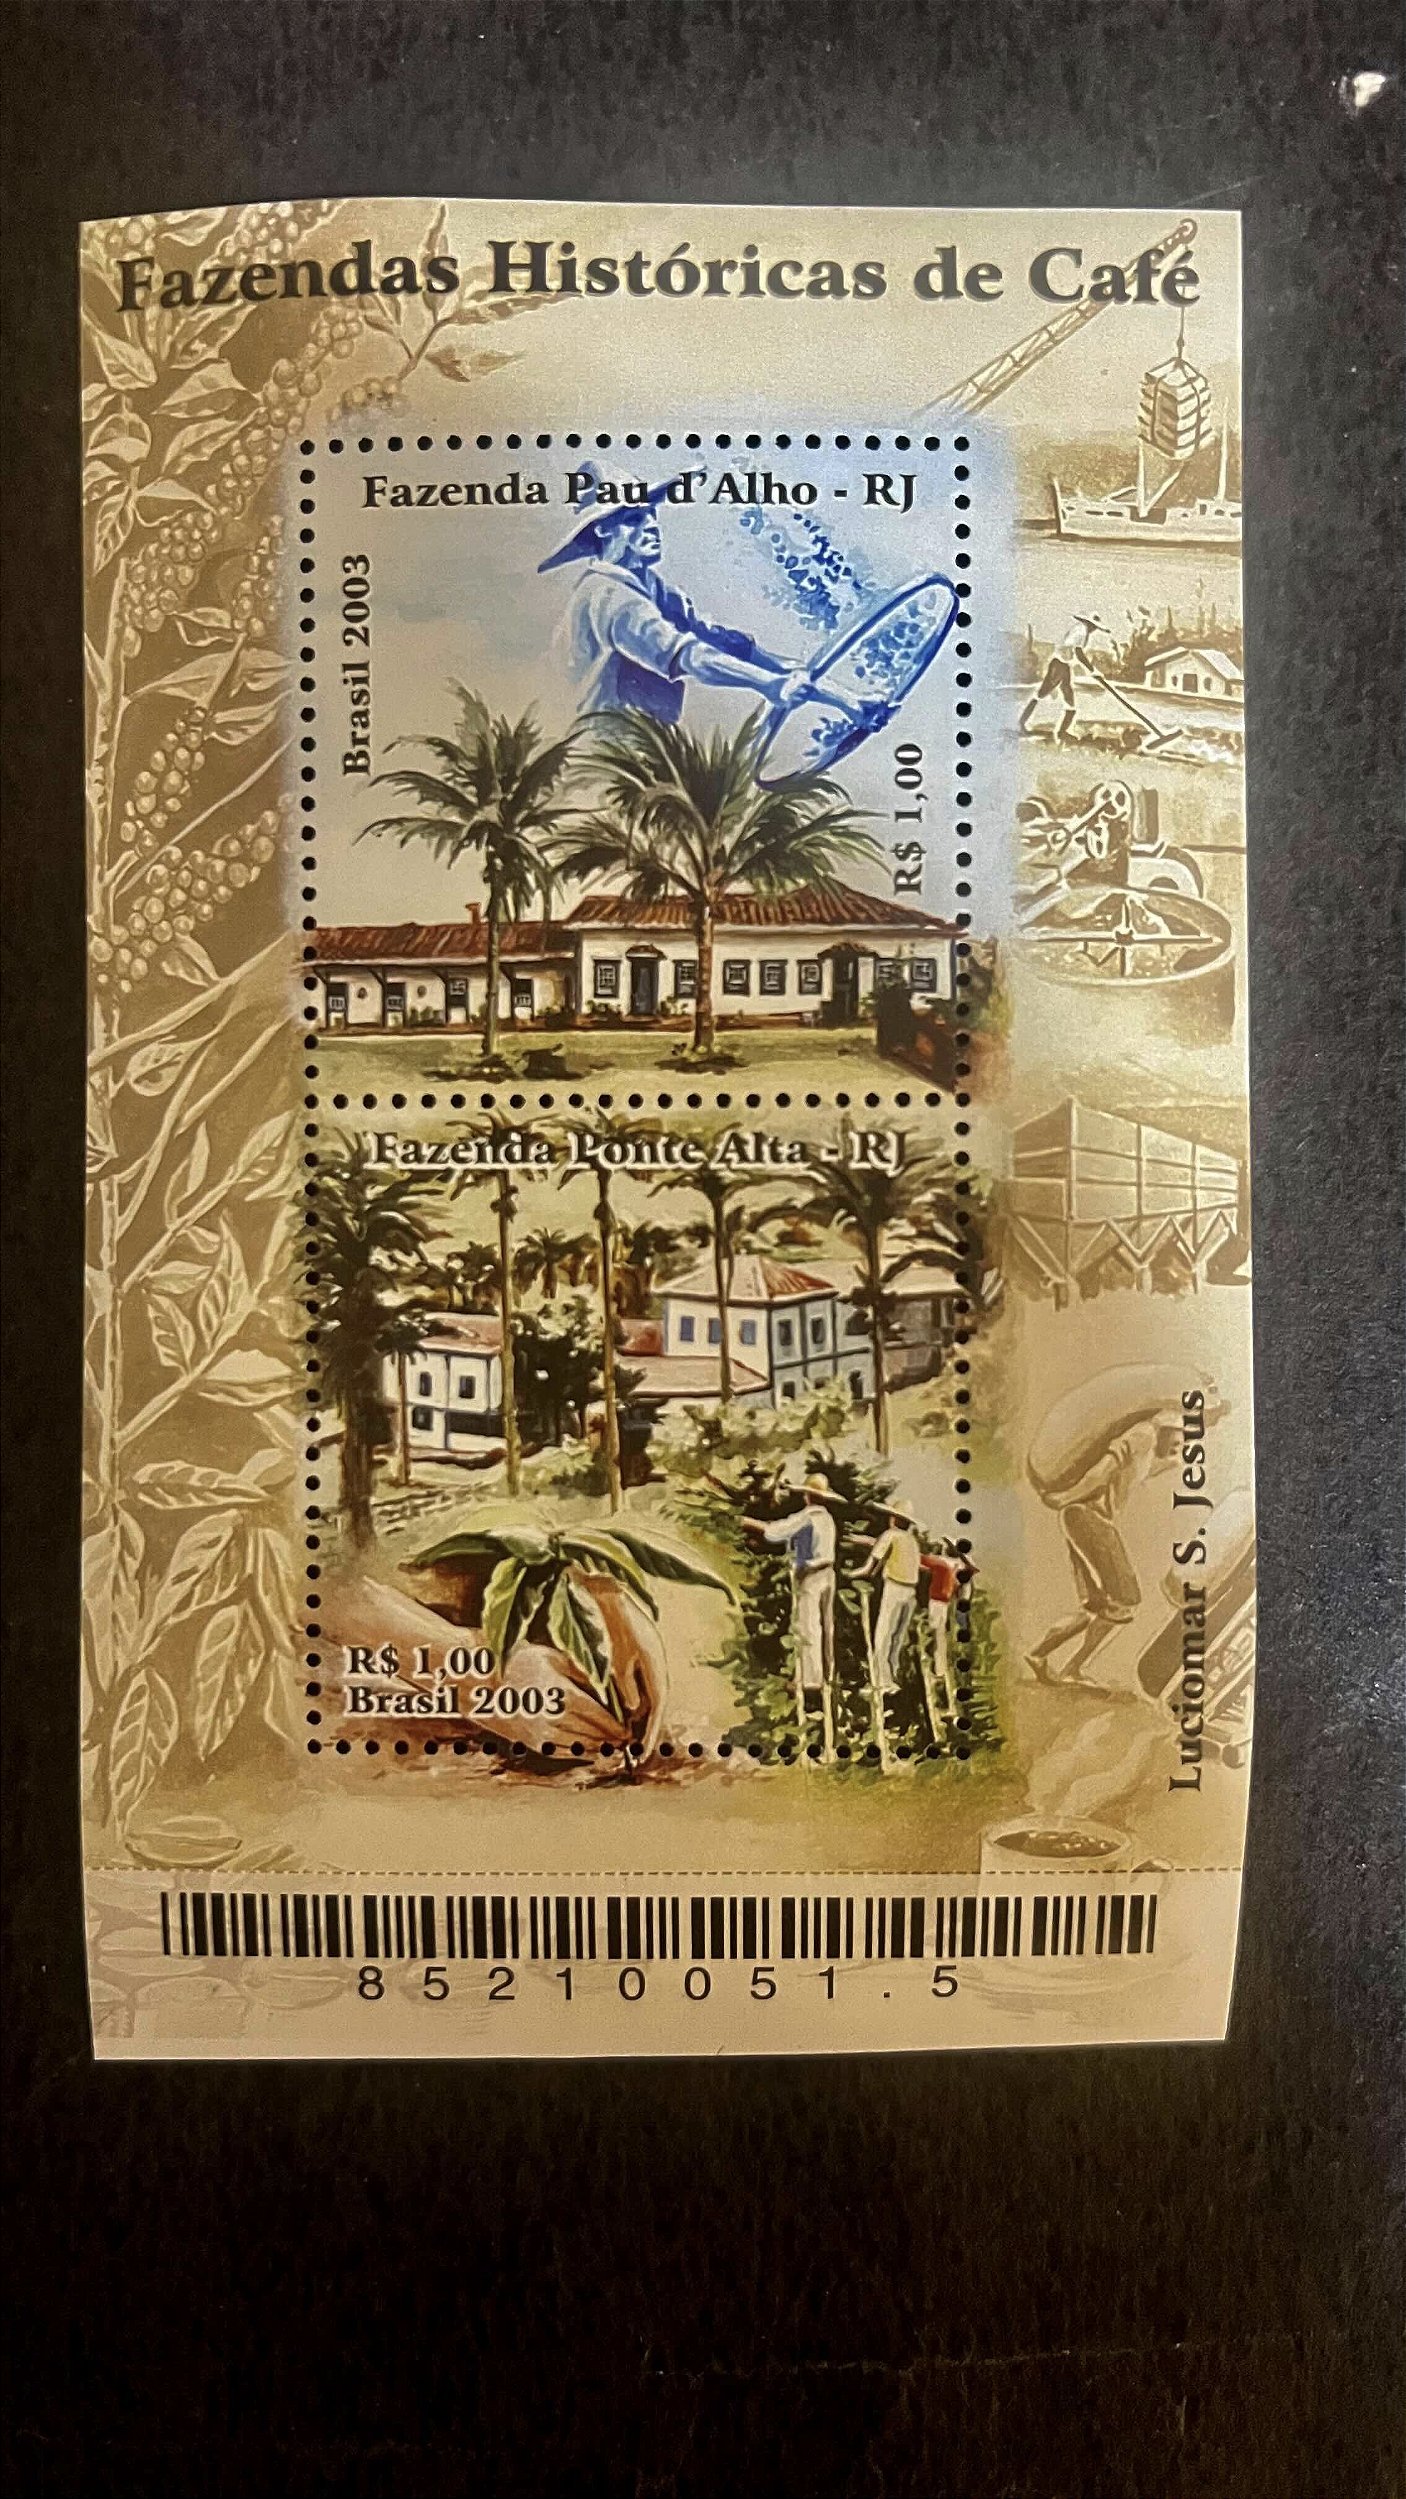 Fazendas Históricas de Café
Fazenda Pau d'Alho - RJ
Brasil 2003
R$ 1,00
Fazenda Ponte Alta - RJ
R$ 1,00
Brasil 2003
Luciomar S. Jesus
85210051.5